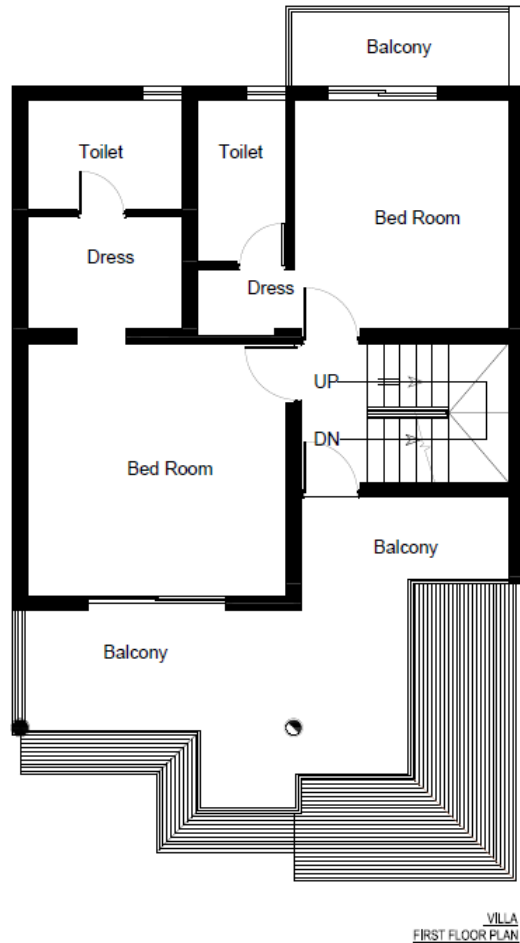 Balcony
Toilet
Toilet
Bed Room
Dress
Dress
UP
DN
Bed Room
Balcony
Balcony
VILLA
FIRST FLOOR PLAN